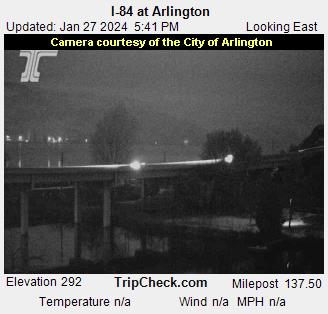 I-84 at Arlington
Updated: Jan 27 2024 5:41 PM Looking East
Camera courtesy of the City of Arlington
Elevation 292 TripCheck.com Milepost 137.50
Temperature n/a Wind n/a MPH n/a